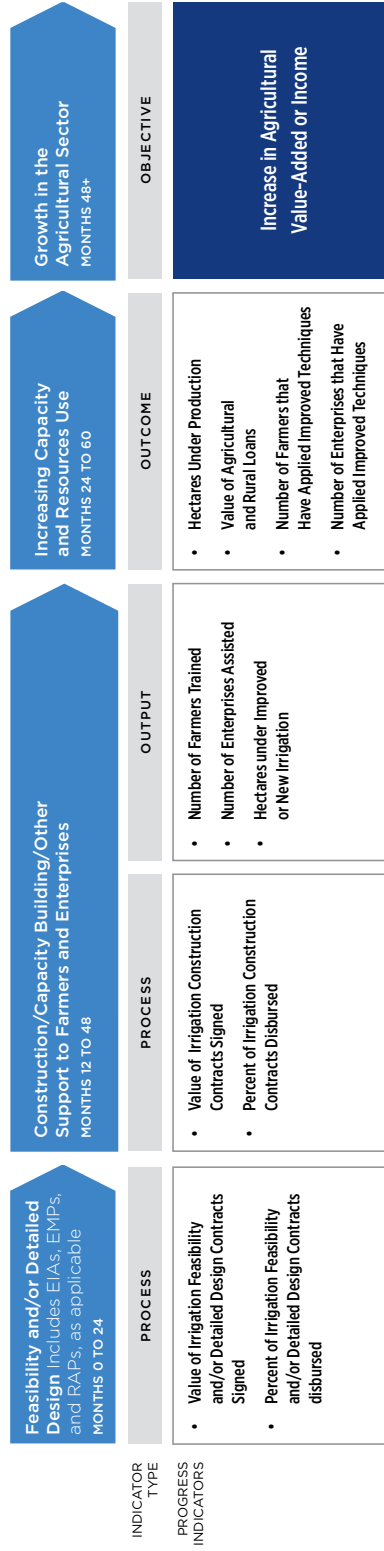 Feasibility and/or Detailed
Design Includes EIAs, EMPs,
and RAPs, as applicable
MONTHS 0 TO 24
Construction/Capacity Building/Other
Support to Farmers and Enterprises
MONTHS 12 TO 48
Increasing Capacity
and Resources Use
MONTHS 24 TO 60
Growth in the
Agricultural Sector
MONTHS 48+
INDICATOR
TYPE
PROCESS
PROCESS
OUTPUT
OUTCOME
OBJECTIVE
PROGRESS
INDICATORS
• Value of Irrigation Feasibility
and/or Detailed Design Contracts
Signed
• Percent of Irrigation Feasibility
and/or Detailed Design Contracts
disbursed
• Value of Irrigation Construction
Contracts Signed
• Percent of Irrigation Construction
Contracts Disbursed
• Number of Farmers Trained
• Number of Enterprises Assisted
• Hectares under Improved
or New Irrigation
• Hectares Under Production
• Value of Agricultural
and Rural Loans
• Number of Farmers that
Have Applied Improved Techniques
• Number of Enterprises that Have
Applied Improved Techniques
Increase in Agricultural
Value-Added or Income